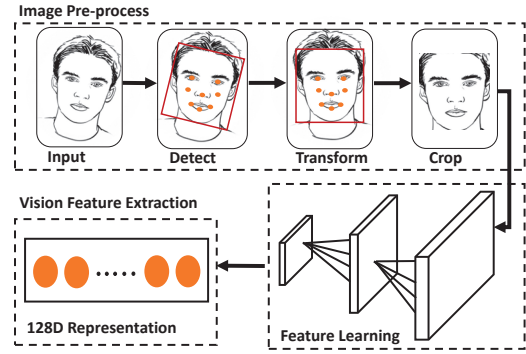 Image Pre-process
Input
Detect
Transform
Crop
Vision Feature Extraction
128D Representation
Feature Learning